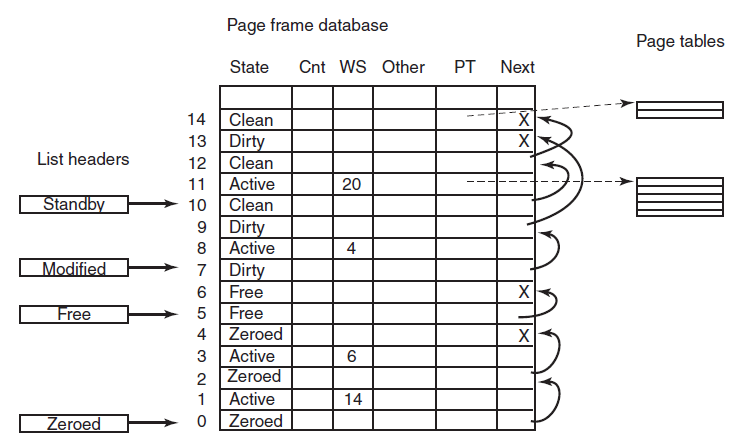 Page frame database
Page tables
State Cnt WS Other PT Next
14 Clean X
13 Dirty X
List headers
12 Clean
11 Active 20
Standby 10 Clean
9 Dirty
8 Active 4
Modified 7 Dirty
6 Free X
Free 5 Free
4 Zeroed X
3 Active 6
2 Zeroed
1 Active 14
Zeroed 0 Zeroed